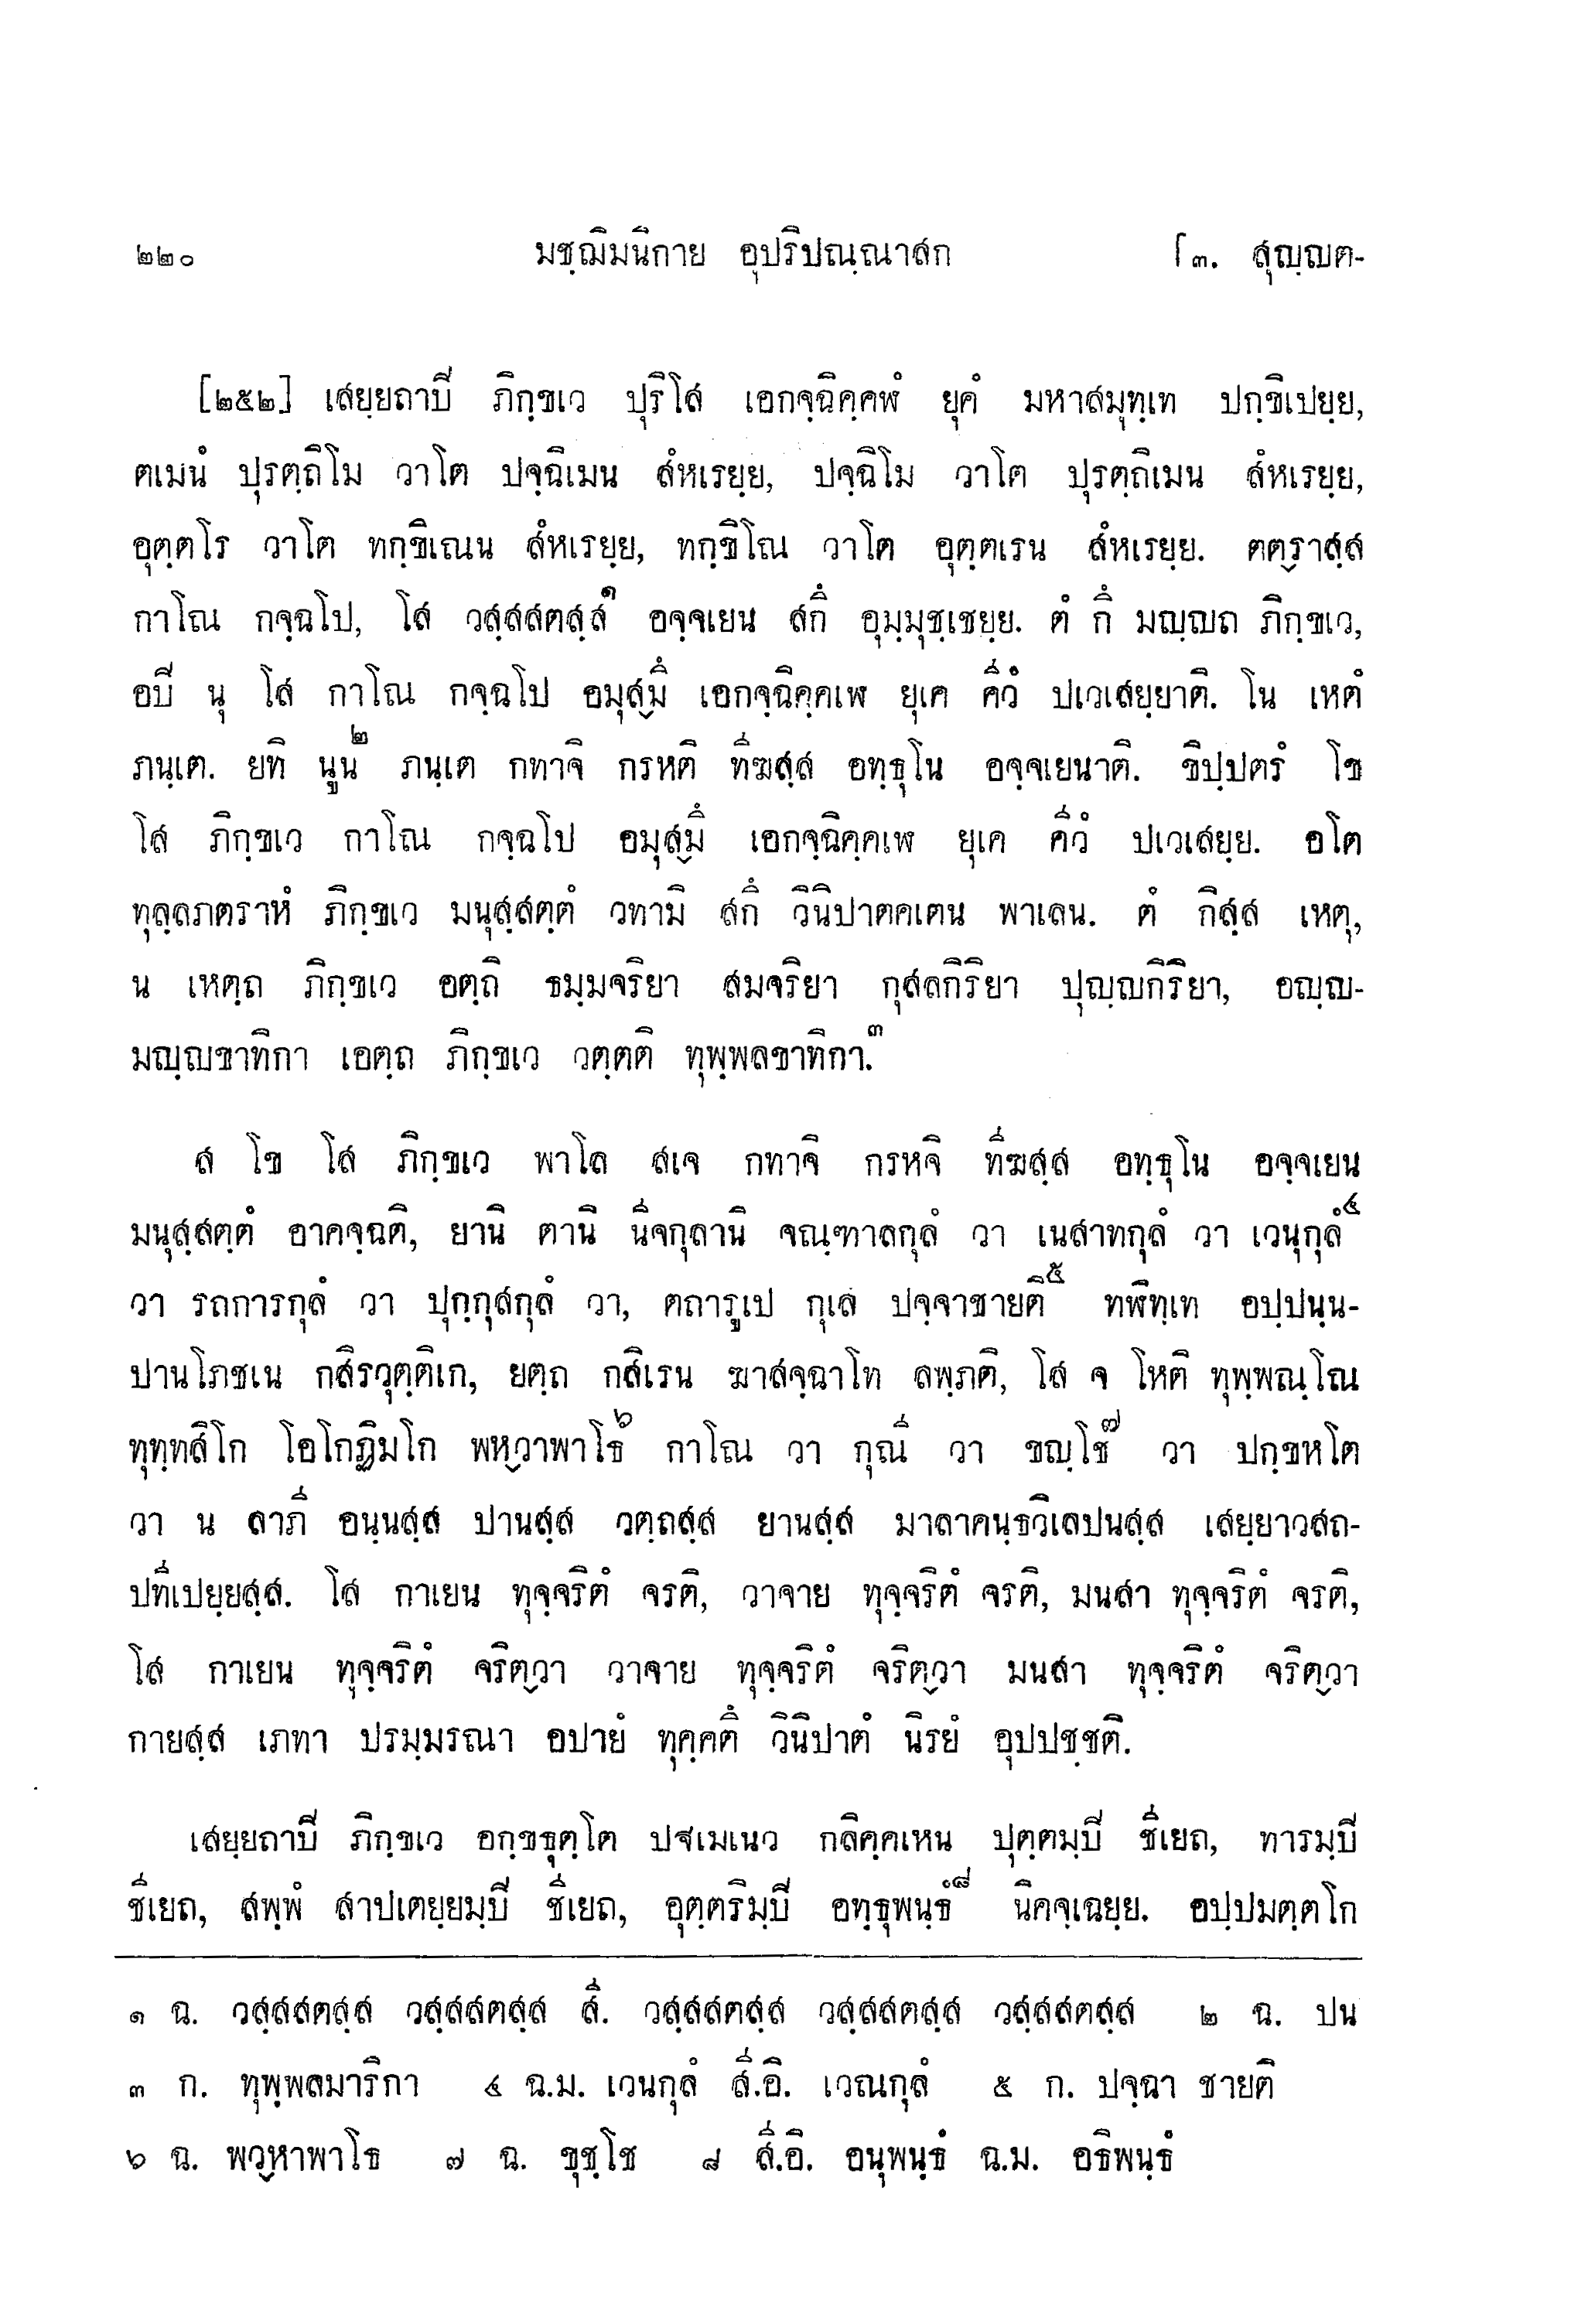 ๒๒๐ มชฺฌิมนิกาย อุปริปณฺณาสก [ ๓. สุญฺญต-
[๒๕๒] เสยฺยถาปี ภิกฺขเว ปุริโส เอกจฺฉิคฺคฬํ ยุคํ มหาสมุทฺเท ปกฺขิเปยฺย,
ตเมนํ ปุรตฺถิโม วาโต ปจฺฉิเมน สํหเรยฺย, ปจฺฉิโม วาโต ปุรตฺถิเมน สํหเรยฺย,
อุตฺตโร วาโต ทกฺขิเณน สํหเรยฺย, ทกฺขิโณ วาโต อุตฺตเรน สํหเรยฺย. ตตฺราสฺส
กาโณ กจฺฉโป, โส วสฺสสตสฺส๑ อจฺจเยน สกึ อุมฺมุชฺเชยฺย. ตํ กึ มญฺญถ ภิกฺขเว,
อปี นุ โส กาโณ กจฺฉโป อมุสฺมึ เอกจฺฉิคฺคเฬ ยุเค คีวํ ปเวเสยฺยาติ. โน เหตํ
ภนฺเต. ยทิ นูน๒ ภนฺเต กทาจิ กรหติ ทีฆสฺส อทฺธุโน อจฺจเยนาติ. ขิปฺปตรํ โข
โส ภิกฺขเว กาโณ กจฺฉโป อมุสฺมึ เอกจฺฉิคฺคเฬ ยุเค คีวํ ปเวเสยฺย. อโต
ทุลฺลภตราหํ ภิกฺขเว มนุสฺสตฺตํ วทามิ สกึ วินิปาตคเตน พาเลน. ตํ กิสฺส เหตุ,
น เหตฺถ ภิกฺขเว อตฺถิ ธมฺมจริยา สมจริยา กุสลกิริยา ปุญฺญกิริยา, อญฺญ-
มญฺญขาทิกา เอตฺถ ภิกฺขเว วตฺตติ ทุพฺพลขาทิกา.๓
ส โข โส ภิกฺขเว พาโล สเจ กทาจิ กรหจิ ทีฆสฺส อทฺธุโน อจฺจเยน
มนุสฺสตฺตํ อาคจฺฉติ, ยานิ ตานิ นีจกุลานิ จณฺฑาลกุลํ วา เนสาทกุลํ วา เวนุกุลํ๔
วา รถการกุลํ วา ปุกฺกุสกุลํ วา, ตถารูเป กุเล ปจฺจาชายติ๕ ทฬิทฺเท อปฺปนฺน-
ปานโภชเน กสิรวุตฺติเก, ยตฺถ กสิเรน ฆาสจฺฉาโท ลพฺภติ, โส จ โหติ ทุพฺพณฺโณ
ทุทฺทสิโก โอโกฏิมโก พหฺวาพาโธ๖ กาโณ วา กุณี วา ขญฺโช๗ วา ปกฺขหโต
วา น ลาภี อนฺนสฺส ปานสฺส วตฺถสฺส ยานสฺส มาลาคนฺธวิเลปนสฺส เสยฺยาวสถ-
ปทีเปยฺยสฺส. โส กาเยน ทุจฺจริตํ จรติ, วาจาย ทุจฺจริตํ จรติ, มนสา ทุจฺจริตํ จรติ,
โส กาเยน ทุจฺจริตํ จริตฺวา วาจาย ทุจฺจริตํ จริตฺวา มนสา ทุจฺจริตํ จริตฺวา
กายสฺส เภทา ปรมฺมรณา อปายํ ทุคฺคตึ วินิปาตํ นิรยํ อุปปชฺชติ.
เสยฺยถาปี ภิกฺขเว อกฺขธุตฺโต ปฐเมเนว กลิคฺคเหน ปุตฺตมฺปี ชีเยถ, ทารมฺปี
ชีเยถ, สพฺพํ สาปเตยฺยมฺปี ชีเยถ, อุตฺตริมฺปี อทฺธุพนฺธํ๘ นิคจฺเฉยฺย. อปฺปมตฺตโก
๑ ฉ. วสฺสสตสฺส วสฺสสตสฺส สี. วสฺสสตสฺส วสฺสสตสฺส วสฺสสตสฺส ๒ ฉ. ปน
๓ ก. ทุพฺพลมาริกา ๔ ฉ.ม. เวนกุลํ สี.อิ. เวณกุลํ ๕ ก. ปจฺฉา ชายติ
๖ ฉ. พวฺหาพาโธ ๗ ฉ. ขุชฺโช ๘ สี.อิ. อนุพนฺธํ ฉ.ม. อธิพนฺธํ